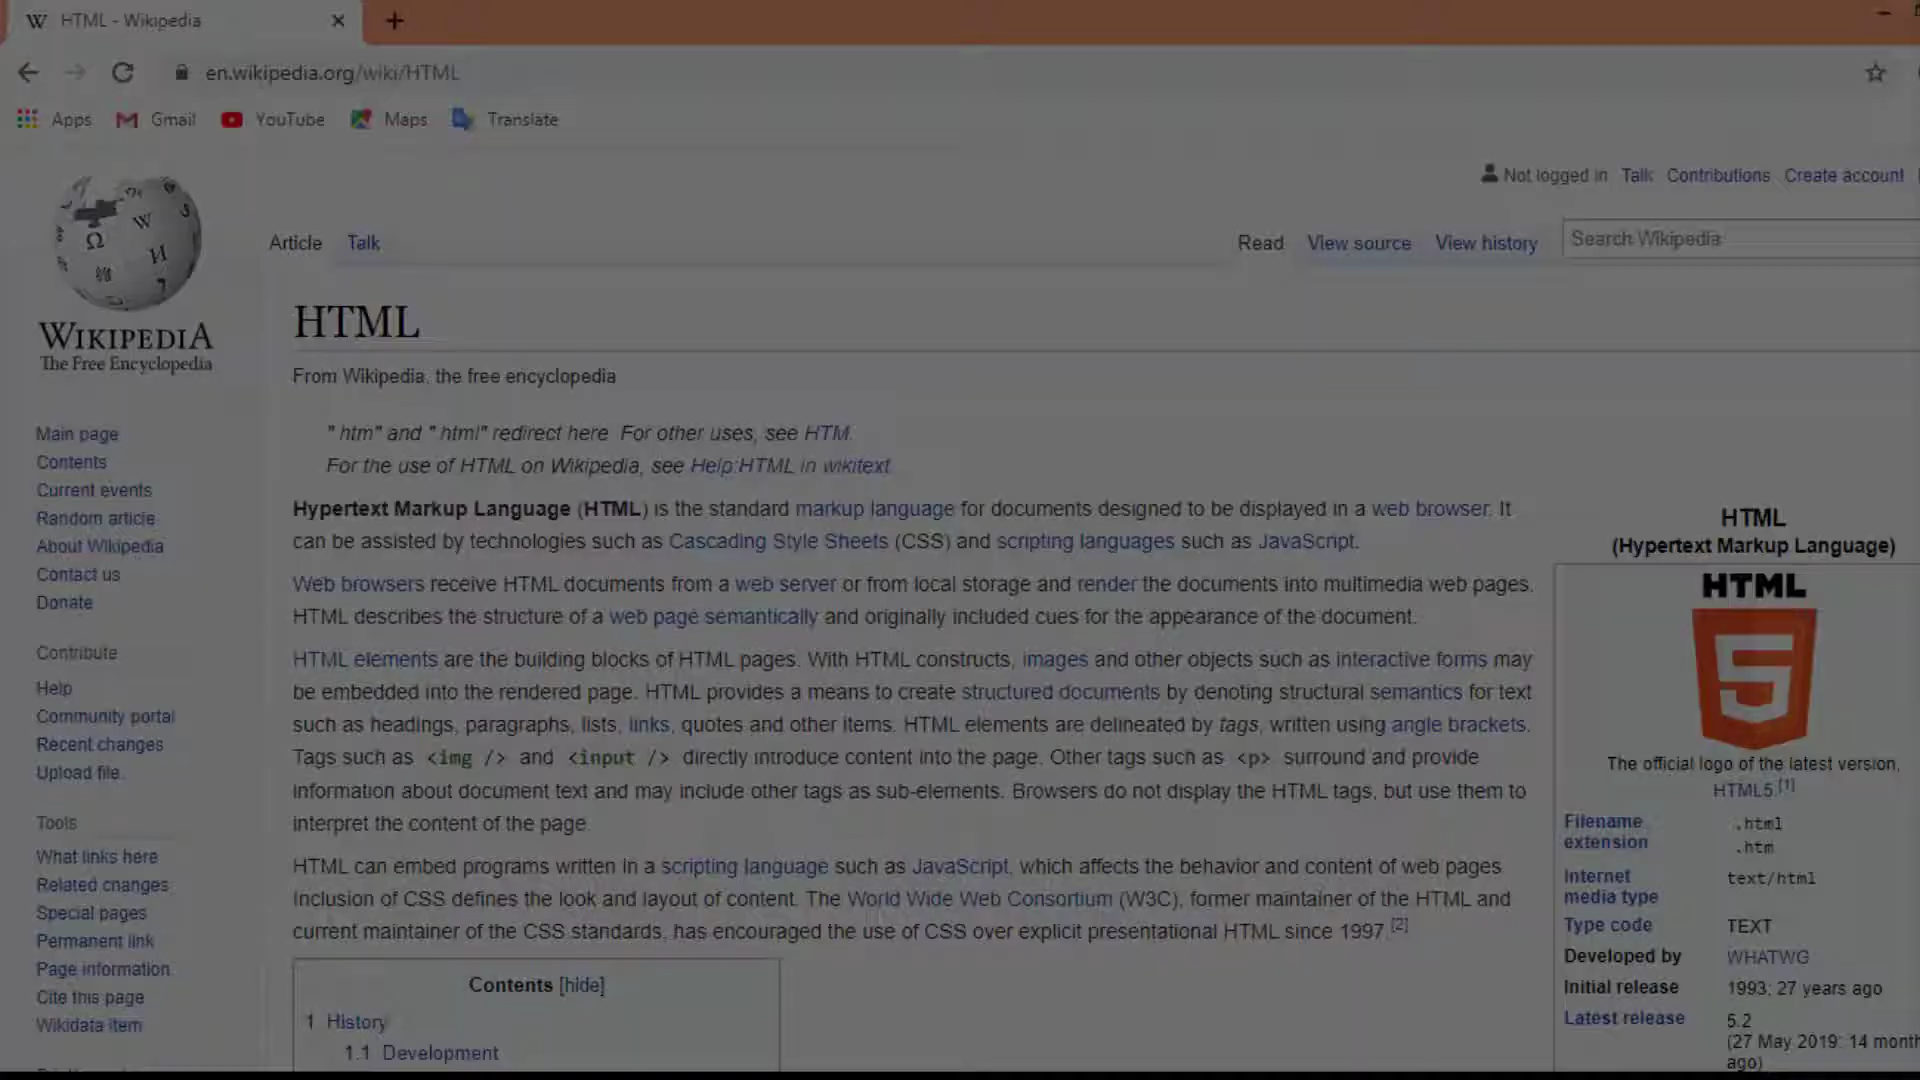 HTML - Wikipedia
en.wikipedia.org/wiki/HTML
Apps Gmail YouTube Maps Translate
Not logged in Talk Contributions Create account
Article Talk Read View source View history Search Wikipedia
WIKIPEDIA
The Free Encyclopedia
Main page
Contents
Current events
Random article
About Wikipedia
Contact us
Donate
Contribute
Help
Community portal
Recent changes
Upload file
Tools
What links here
Related changes
Special pages
Permanent link
Page information
Cite this page
Wikidata item
HTML
From Wikipedia, the free encyclopedia
".htm" and ".html" redirect here. For other uses, see HTM.
For the use of HTML on Wikipedia, see Help:HTML in wikitext.
Hypertext Markup Language (HTML) is the standard markup language for documents designed to be displayed in a web browser. It
can be assisted by technologies such as Cascading Style Sheets (CSS) and scripting languages such as JavaScript.
Web browsers receive HTML documents from a web server or from local storage and render the documents into multimedia web pages.
HTML describes the structure of a web page semantically and originally included cues for the appearance of the document.
HTML elements are the building blocks of HTML pages. With HTML constructs, images and other objects such as interactive forms may
be embedded into the rendered page. HTML provides a means to create structured documents by denoting structural semantics for text
such as headings, paragraphs, lists, links, quotes and other items. HTML elements are delineated by tags, written using angle brackets.
Tags such as <img /> and <input /> directly introduce content into the page. Other tags such as <p> surround and provide
information about document text and may include other tags as sub-elements. Browsers do not display the HTML tags, but use them to
interpret the content of the page.
HTML can embed programs written in a scripting language such as JavaScript, which affects the behavior and content of web pages.
Inclusion of CSS defines the look and layout of content. The World Wide Web Consortium (W3C), former maintainer of the HTML and
current maintainer of the CSS standards, has encouraged the use of CSS over explicit presentational HTML since 1997.[2]
Contents [hide]
1 History
1.1 Development
HTML
(Hypertext Markup Language)
HTML
5
The official logo of the latest version,
HTML5.[1]
Filename extension .html
.htm
Internet media type text/html
Type code TEXT
Developed by WHATWG
Initial release 1993; 27 years ago
Latest release 5.2
(27 May 2019; 14 month
ago)